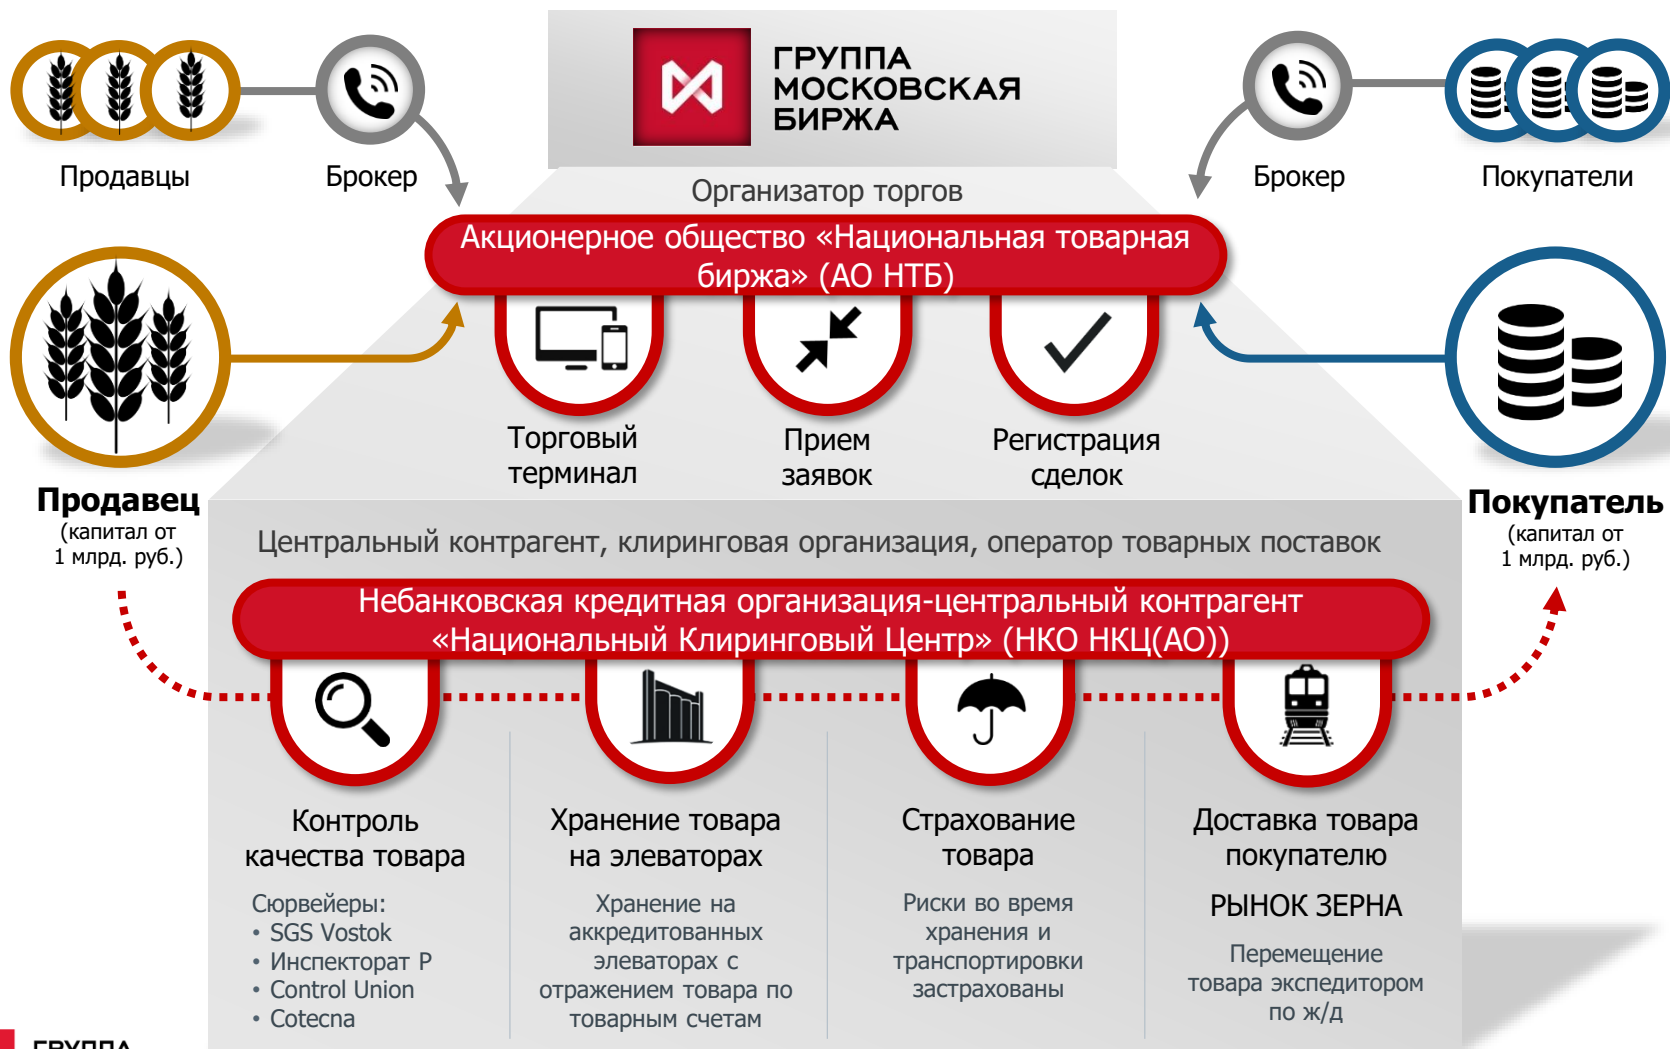 ГРУППА
МОСКОВСКАЯ
БИРЖА
Продавцы
Брокер
Брокер
Покупатели
Организатор торгов
Акционерное общество «Национальная товарная
биржа» (АО НТБ)
Торговый
терминал
Прием
заявок
Регистрация
сделок
Продавец
(капитал от
1 млрд. руб.)
Покупатель
(капитал от
1 млрд. руб.)
Центральный контрагент, клиринговая организация, оператор товарных поставок
Небанковская кредитная организация-центральный контрагент
«Национальный Клиринговый Центр» (НКО НКЦ(АО))
Контроль
качества товара
Сюрвейеры:
• SGS Vostok
• Инспекторат Р
• Control Union
• Cotecna
Хранение товара
на элеваторах
Хранение на
аккредитованных
элеваторах с
отражением товара по
товарным счетам
Страхование
товара
Риски во время
хранения и
транспортировки
застрахованы
Доставка товара
покупателю
РЫНОК ЗЕРНА
Перемещение
товара экспедитором
по ж/д
ГРУППА